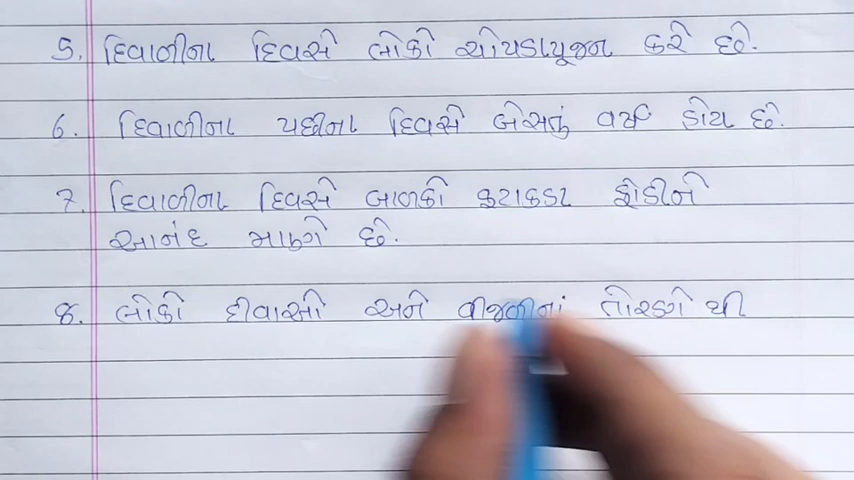 5. દિવાળીના દિવસે લોકો ચોપડાપૂજન કરે છે.
6. દિવાળીના પછીના દિવસે બેસતું વર્ષ હોય છે.
7. દિવાળીના દિવસે બાળકો ફટાકડા ફોડીને
આનંદ માણે છે.
8. લોકો દીવાઓ અને વીજળીનાં તોરણો થી